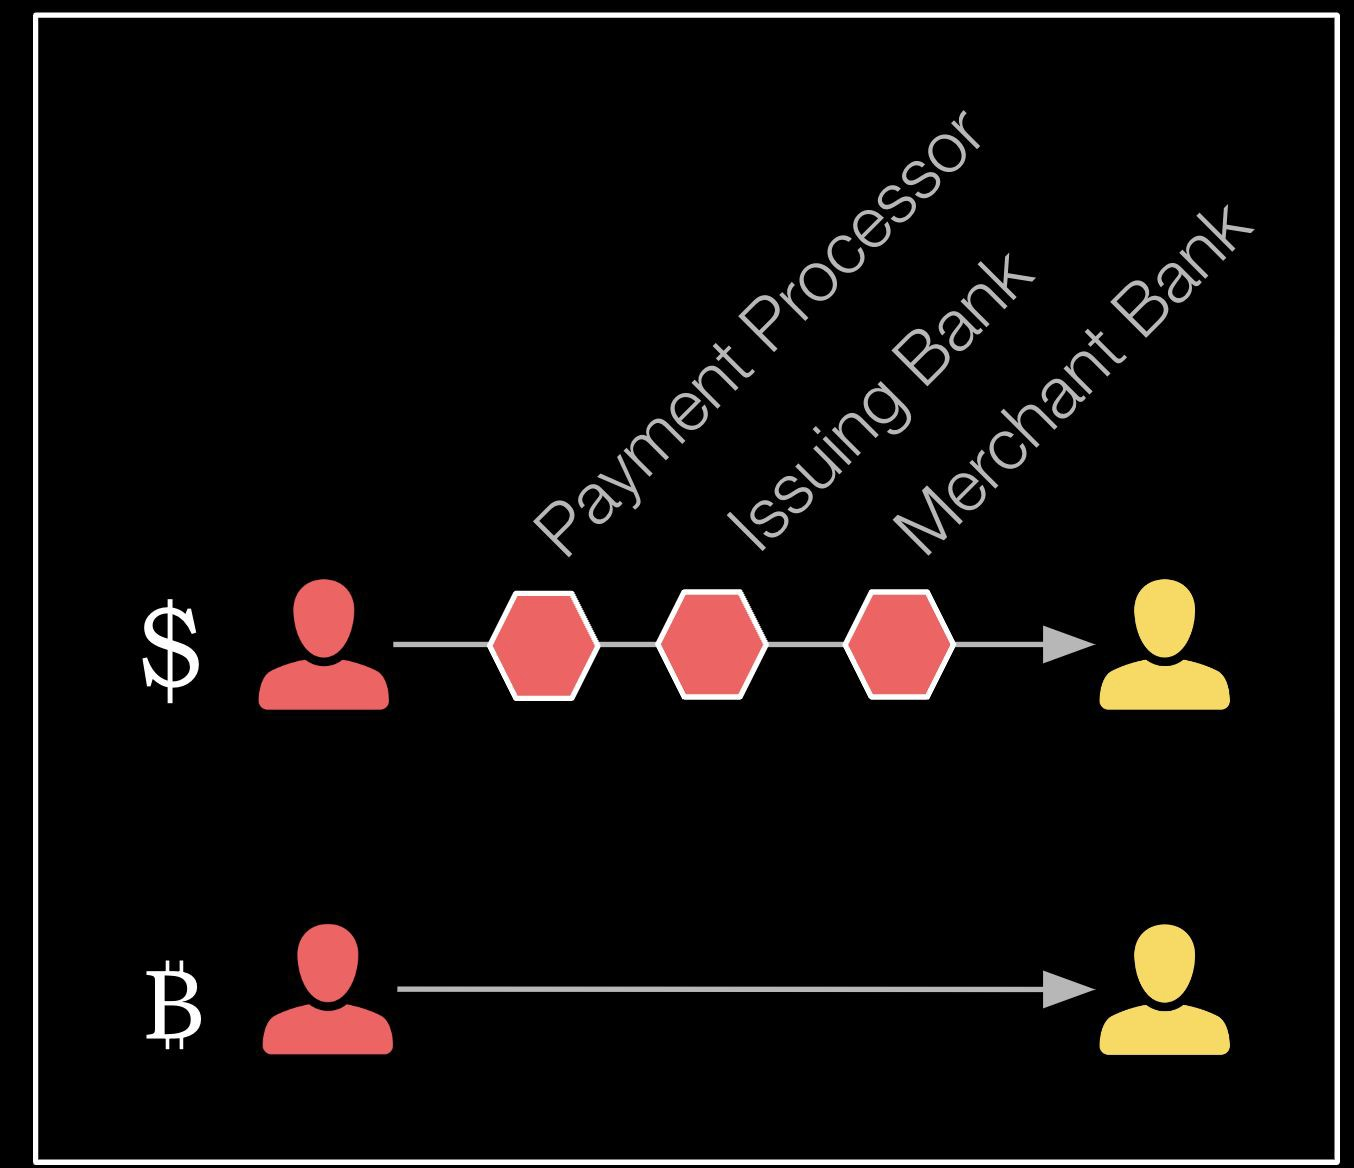 Payment Processor
Issuing Bank
Merchant Bank
$
₿